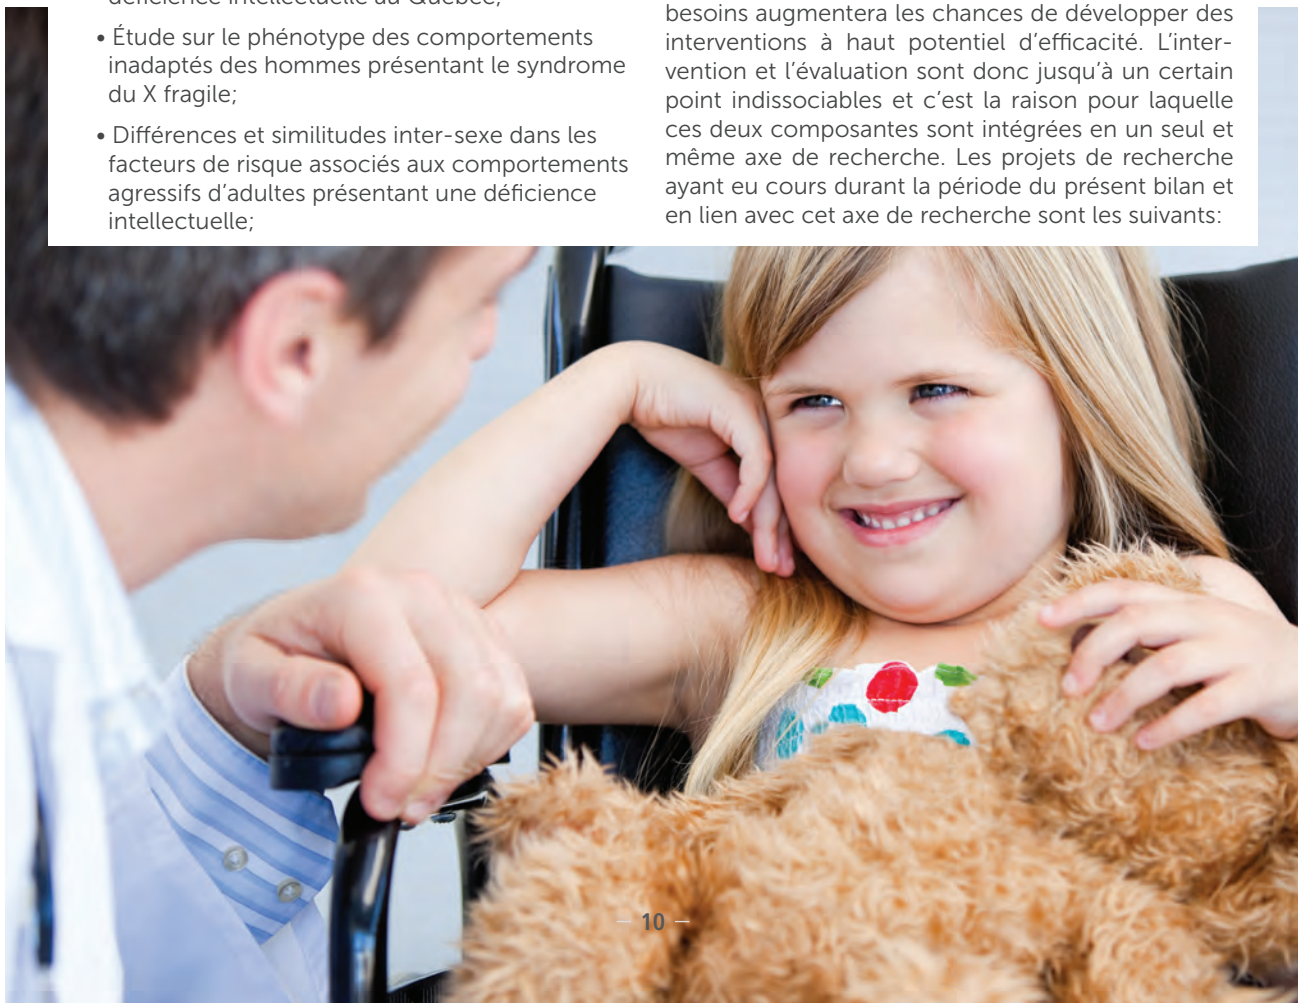 déficience intellectuelle au Québec;
• Étude sur le phénotype des comportements
inadaptés des hommes présentant le syndrome
du X fragile;
• Différences et similitudes inter-sexe dans les
facteurs de risque associés aux comportements
agressifs d’adultes présentant une déficience
intellectuelle;
besoins augmentera les chances de développer des
interventions à haut potentiel d’efficacité. L’inter-
vention et l’évaluation sont donc jusqu’à un certain
point indissociables et c’est la raison pour laquelle
ces deux composantes sont intégrées en un seul et
même axe de recherche. Les projets de recherche
ayant eu cours durant la période du présent bilan et
en lien avec cet axe de recherche sont les suivants:
— 10 —